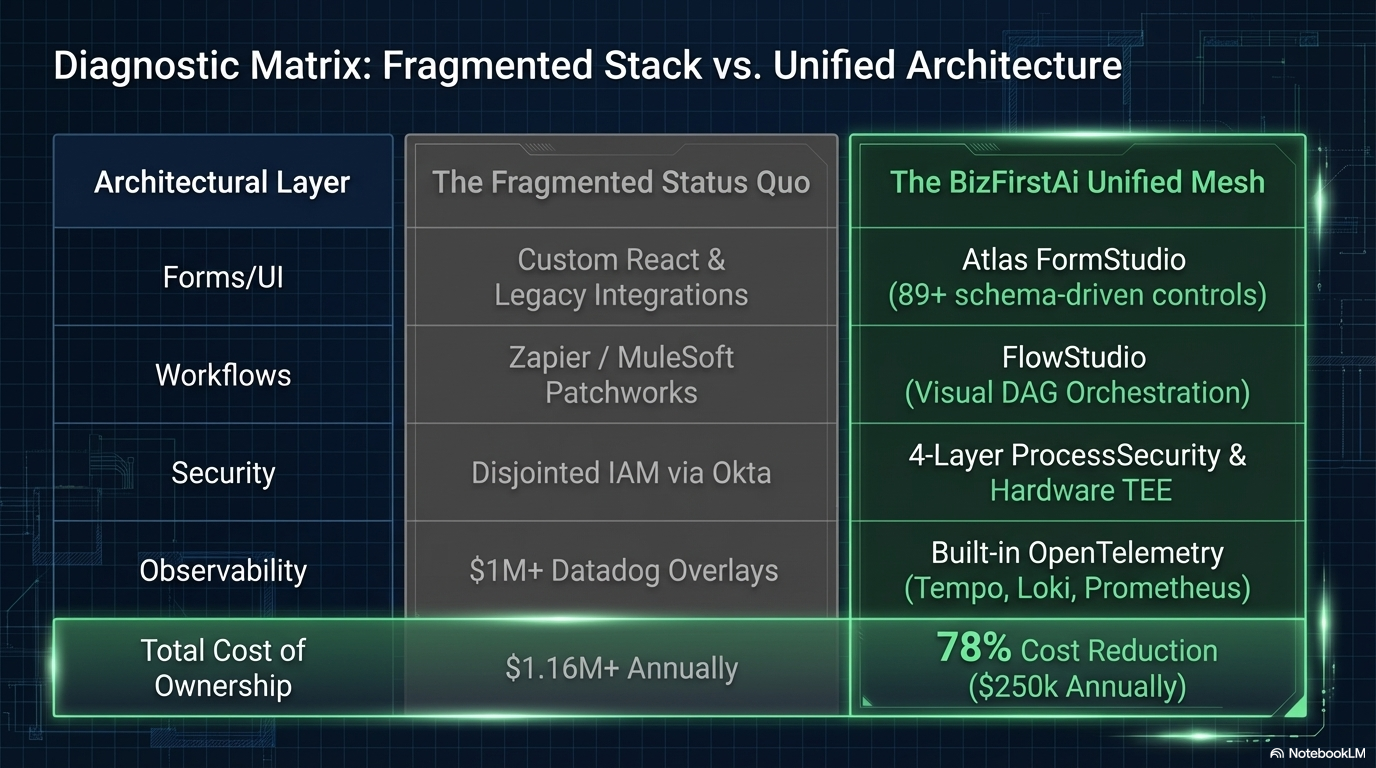 Diagnostic Matrix: Fragmented Stack vs. Unified Architecture
Architectural Layer
The Fragmented Status Quo
The BizFirstAi Unified Mesh
Forms/UI
Custom React &
Legacy Integrations
Atlas FormStudio
(89+ schema-driven controls)
Workflows
Zapier / MuleSoft
Patchworks
FlowStudio
(Visual DAG Orchestration)
Security
Disjointed IAM via Okta
4-Layer ProcessSecurity &
Hardware TEE
Observability
$1M+ Datadog Overlays
Built-in OpenTelemetry
(Tempo, Loki, Prometheus)
Total Cost of
Ownership
$1.16M+ Annually
78% Cost Reduction
($250k Annually)
NotebookLM